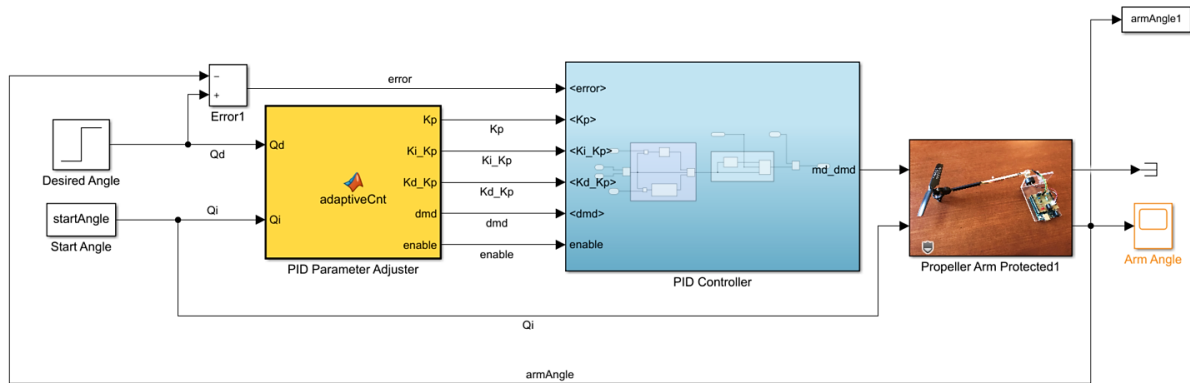 armAngle1
−
+
Error1
error
<error>
Kp
Kp
<Kp>
Desired Angle
Qd
Qd
Ki_Kp
Ki_Kp
<Ki_Kp>
adaptiveCnt
Kd_Kp
Kd_Kp
<Kd_Kp>
md_dmd
startAngle
Start Angle
Qi
Qi
dmd
dmd
<dmd>
enable
enable
enable
PID Parameter Adjuster
PID Controller
Propeller Arm Protected1
Arm Angle
Qi
armAngle